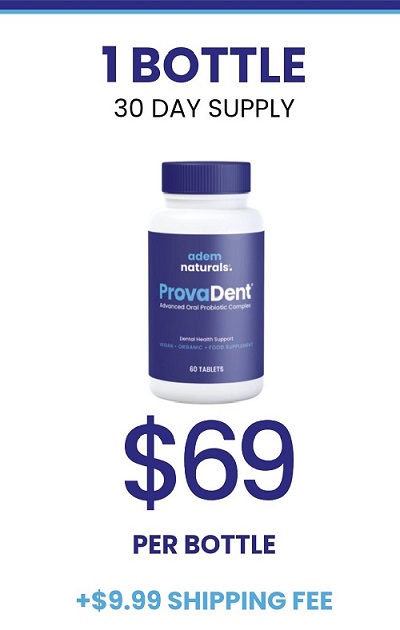 1 BOTTLE
30 DAY SUPPLY
adem
naturals.
ProvaDent®
Advanced Oral Probiotic Complex
Dental Health Support
VEGAN • ORGANIC • FOOD SUPPLEMENT
60 TABLETS
$69
PER BOTTLE
+$9.99 SHIPPING FEE